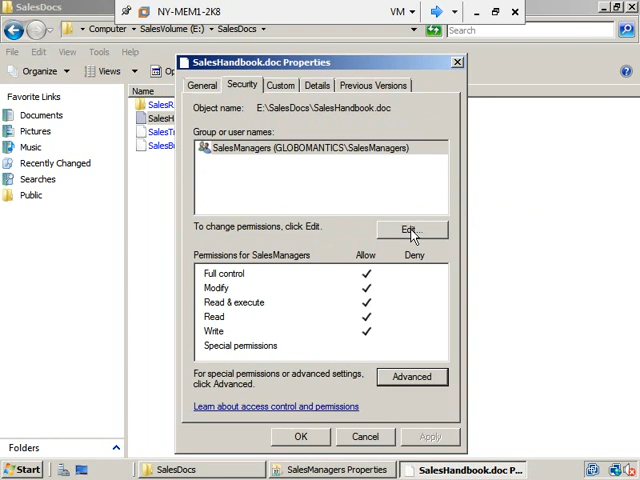 SalesDocs
NY-MEM1-2K8
VM
Computer
SalesVolume (E:)
SalesDocs
Search
File
Edit
View
Organize
Views
Favorite Links
Documents
Pictures
Music
Recently Changed
Searches
Public
Folders
Name
SalesHandbook.doc Properties
General
Security
Custom
Details
Previous Versions
Object name: E:\SalesDocs\SalesHandbook.doc
Group or user names:
SalesManagers (GLOBOMANTICS\SalesManagers)
To change permissions, click Edit.
Edit...
Permissions for SalesManagers Allow Deny
Full control
Modify
Read & execute
Read
Write
Special permissions
For special permissions or advanced settings,
click Advanced.
Advanced
Learn about access control and permissions
OK
Cancel
Apply
Start
SalesDocs
SalesManagers Properties
SalesHandbook.doc P...